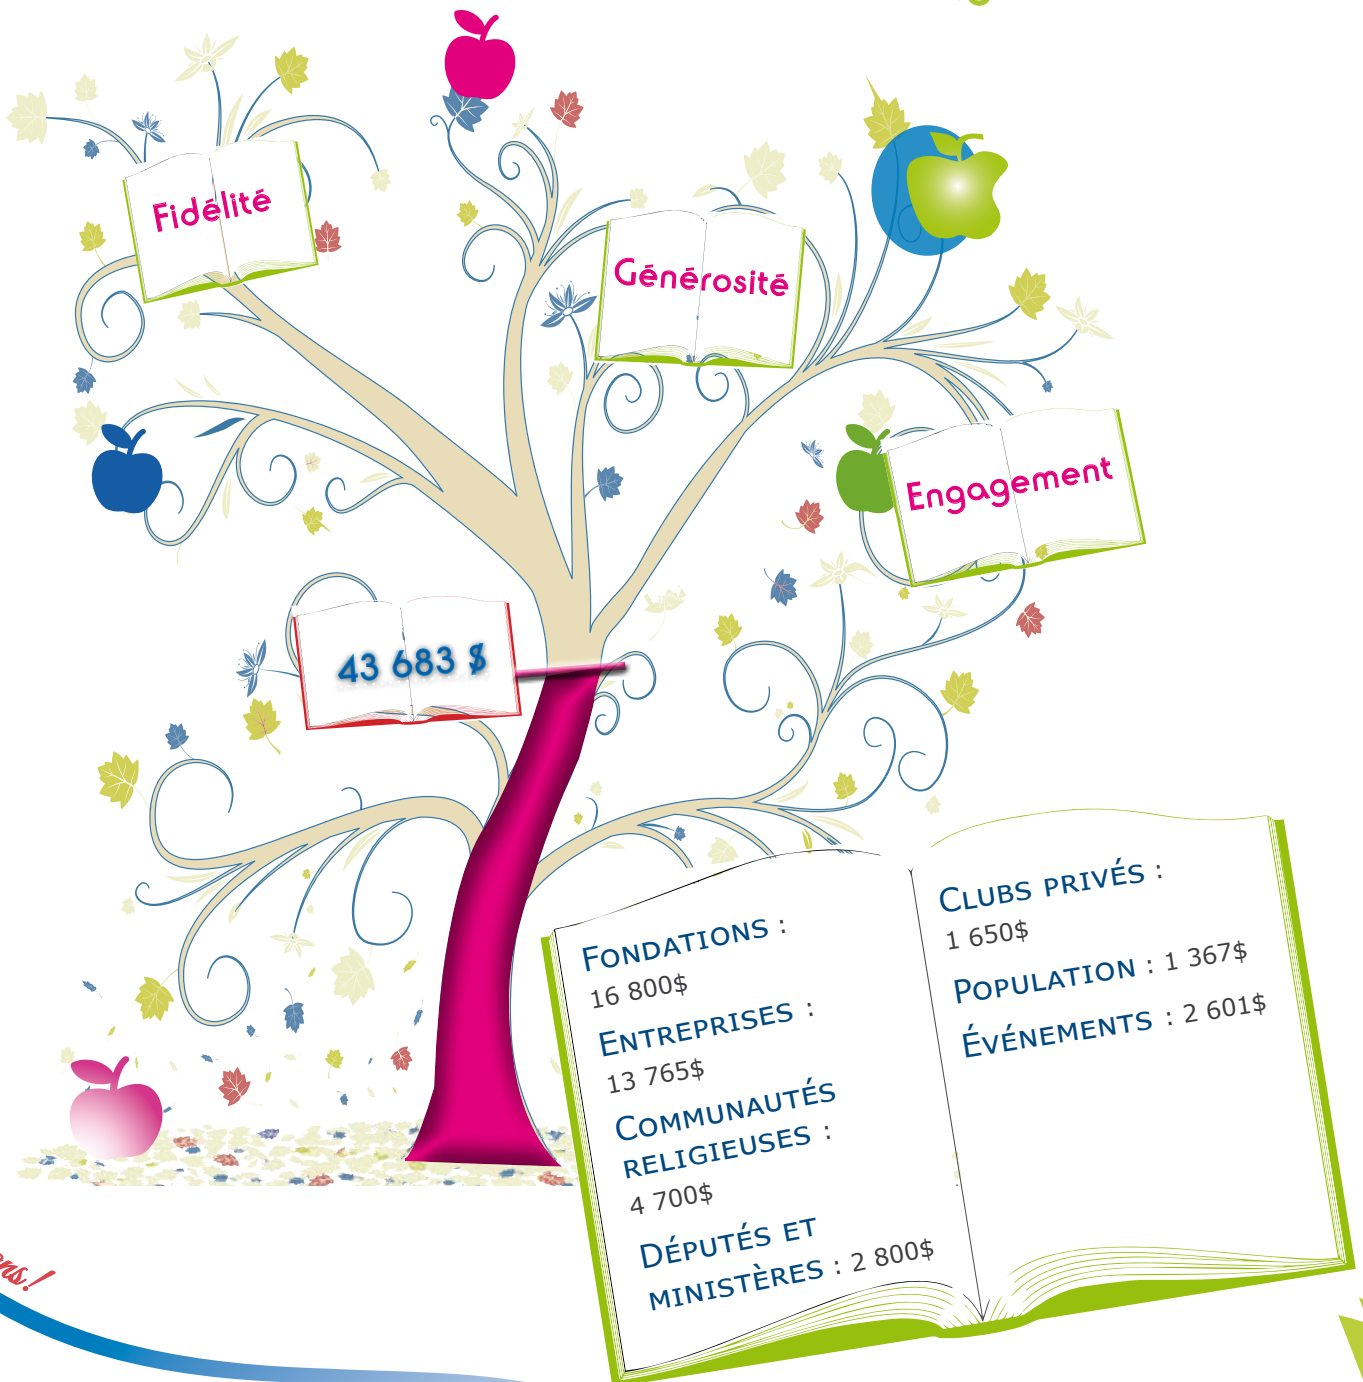 Fidélité
Générosité
Engagement
43 683 $
FONDATIONS :
16 800$
ENTREPRISES :
13 765$
COMMUNAUTÉS
RELIGIEUSES :
4 700$
DÉPUTÉS ET
MINISTÈRES : 2 800$
CLUBS PRIVÉS :
1 650$
POPULATION : 1 367$
ÉVÉNEMENTS : 2 601$